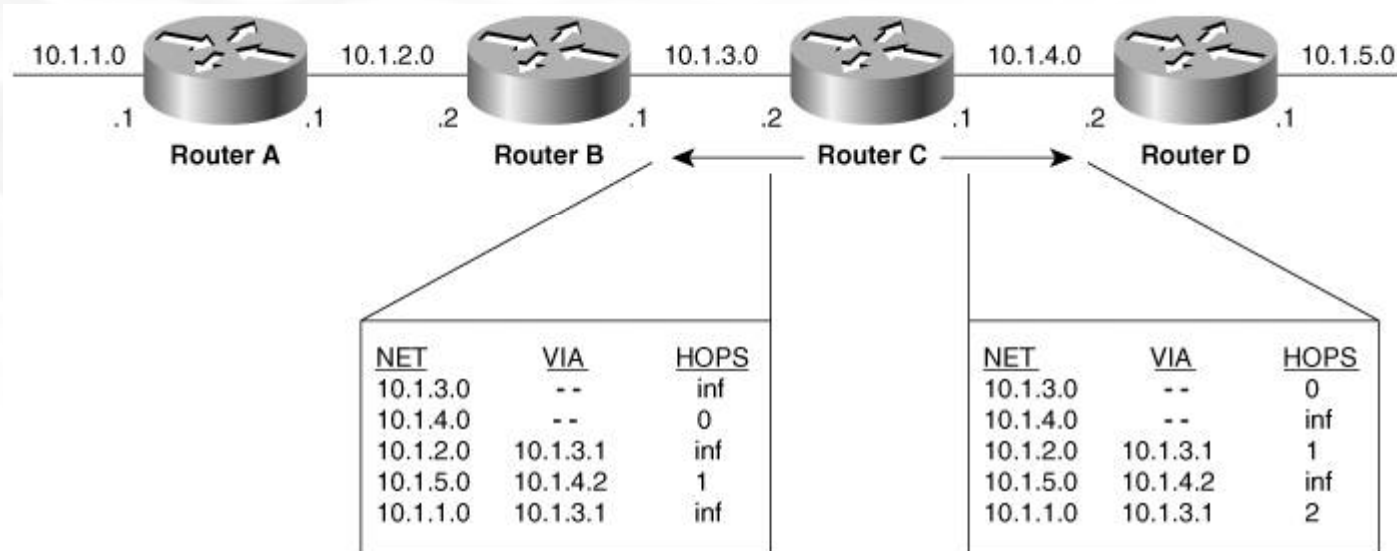 10.1.1.0 10.1.2.0 10.1.3.0 10.1.4.0 10.1.5.0
.1 .1 .2 .1 .2 .1 .2 .1
Router A Router B Router C Router D
NET VIA HOPS
10.1.3.0 - - inf
10.1.4.0 - - 0
10.1.2.0 10.1.3.1 inf
10.1.5.0 10.1.4.2 1
10.1.1.0 10.1.3.1 inf
NET VIA HOPS
10.1.3.0 - - 0
10.1.4.0 - - inf
10.1.2.0 10.1.3.1 1
10.1.5.0 10.1.4.2 inf
10.1.1.0 10.1.3.1 2